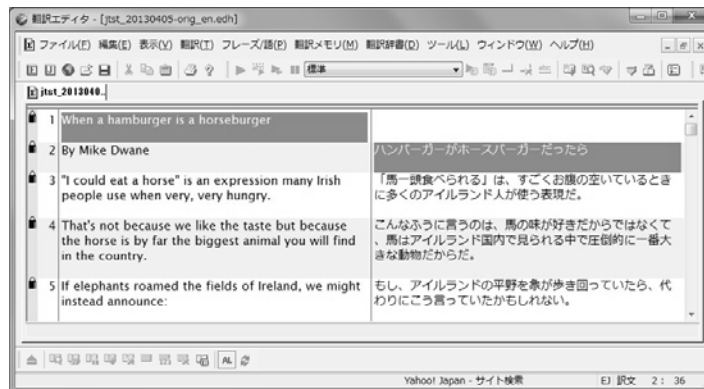 翻訳エディタ - [jtst_20130405-orig_en.edh]
ファイル(F) 編集(E) 表示(V) 翻訳(T) フレーズ/語(P) 翻訳メモリ(M) 翻訳辞書(D) ツール(L) ウィンドウ(W) ヘルプ(H)
標準
jtst_2013040..
1 When a hamburger is a horseburger
2 By Mike Dwane
ハンバーガーがホースバーガーだったら
3 "I could eat a horse" is an expression many Irish
people use when very, very hungry.
「馬一頭食べられる」は、すごくお腹の空いているとき
に多くのアイルランド人が使う表現だ。
4 That's not because we like the taste but because
the horse is by far the biggest animal you will find
in the country.
こんなふうに言うのは、馬の味が好きだからではなくて
、馬はアイルランド国内で見られる中で圧倒的に一番大
きな動物だからだ。
5 If elephants roamed the fields of Ireland, we might
instead announce:
もし、アイルランドの平野を象が歩き回っていたら、代
わりにこう言っていたかもしれない。
AL
Yahoo! Japan - サイト検索 EJ 訳文 2: 36